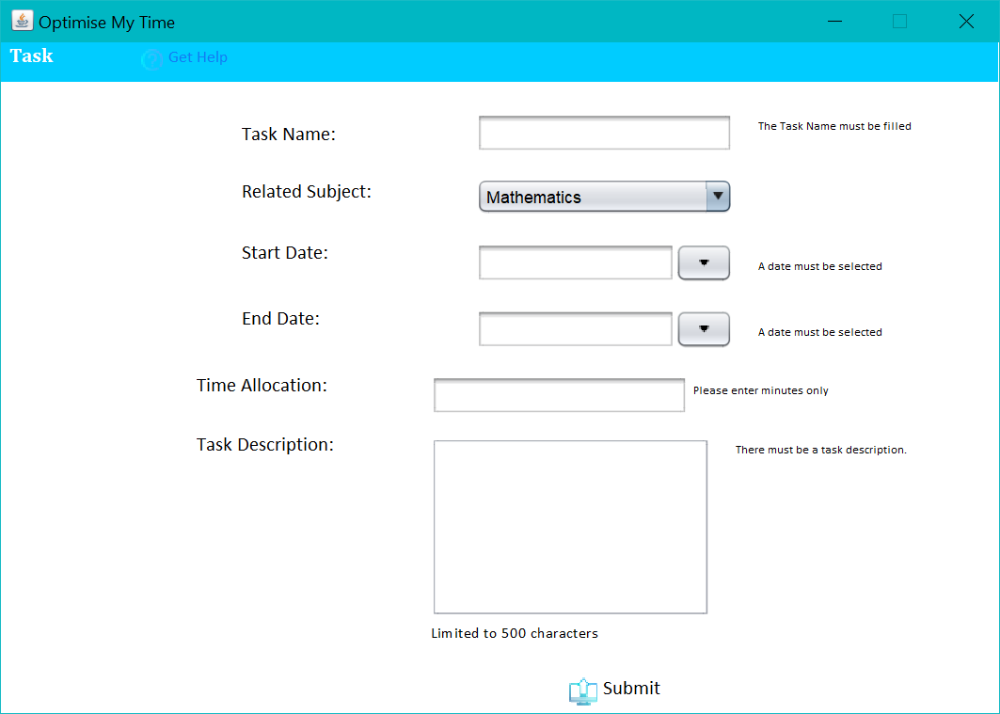 Optimise My Time
Task
Get Help
Task Name:
The Task Name must be filled
Related Subject:
Mathematics
Start Date:
A date must be selected
End Date:
A date must be selected
Time Allocation:
Please enter minutes only
Task Description:
There must be a task description.
Limited to 500 characters
Submit